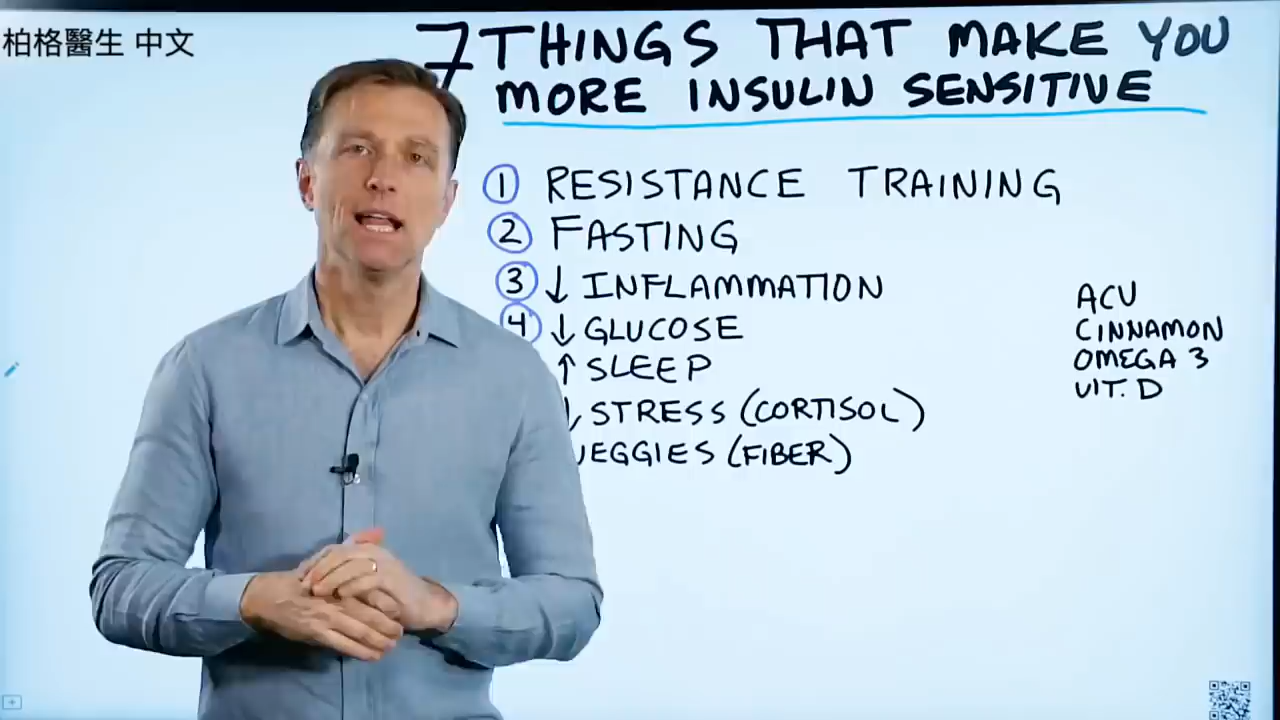 柏格醫生 中文
7 THINGS THAT MAKE YOU
MORE INSULIN SENSITIVE
1 RESISTANCE TRAINING
2 FASTING
3 ↓ INFLAMMATION
4 ↓ GLUCOSE
↑ SLEEP
↓ STRESS (CORTISOL)
VEGGIES (FIBER)
ACV
CINNAMON
OMEGA 3
VIT. D